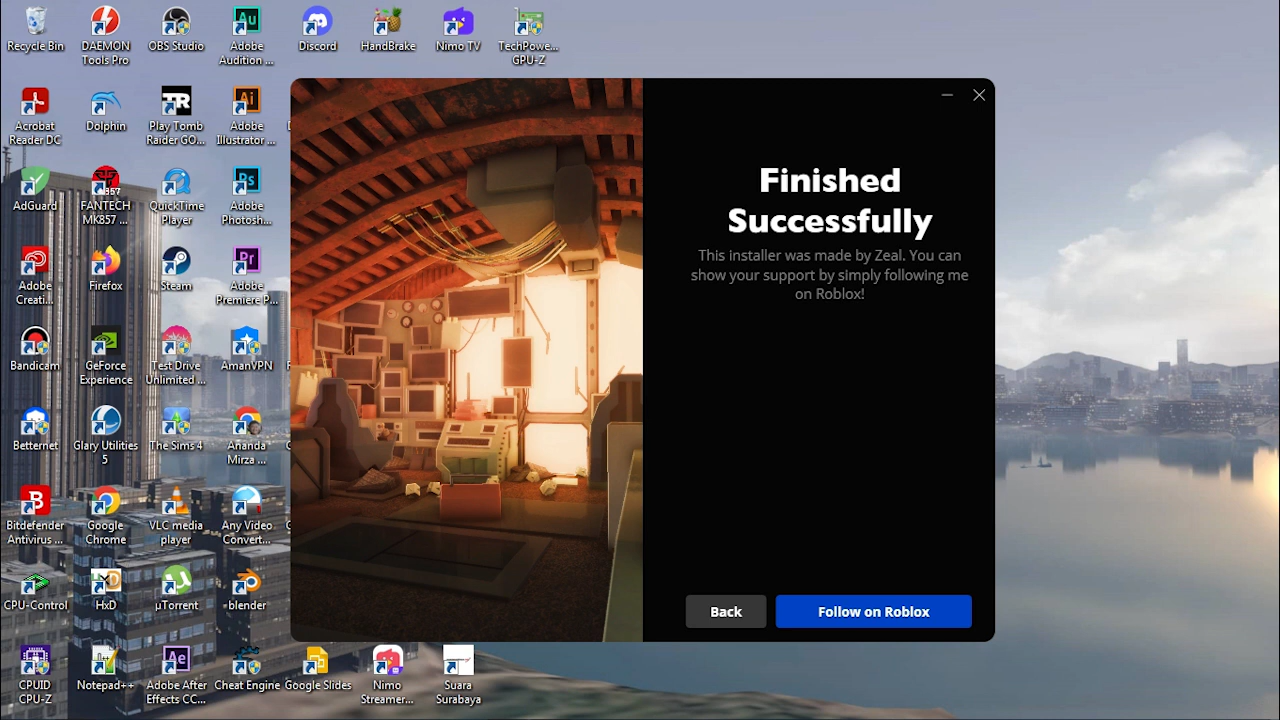 Recycle Bin
DAEMON
Tools Pro
OBS Studio
Adobe
Audition ...
Discord
HandBrake
Nimo TV
TechPowe...
GPU-Z
Acrobat
Reader DC
Dolphin
Play Tomb
Raider GO...
Adobe
Illustrator ...
AdGuard
FANTECH
MK857 ...
QuickTime
Player
Adobe
Photosh...
Adobe
Creati...
Firefox
Steam
Adobe
Premiere P...
Bandicam
GeForce
Experience
Test Drive
Unlimited ...
AmanVPN
Betternet
Glary Utilities
5
The Sims 4
Ananda
Mirza ...
Bitdefender
Antivirus ...
Google
Chrome
VLC media
player
Any Video
Convert...
CPU-Control
HxD
µTorrent
blender
CPUID
CPU-Z
Notepad++
Adobe After
Effects CC...
Cheat Engine
Google Slides
Nimo
Streamer...
Suara
Surabaya
Finished
Successfully
This installer was made by Zeal. You can
show your support by simply following me
on Roblox!
Back
Follow on Roblox